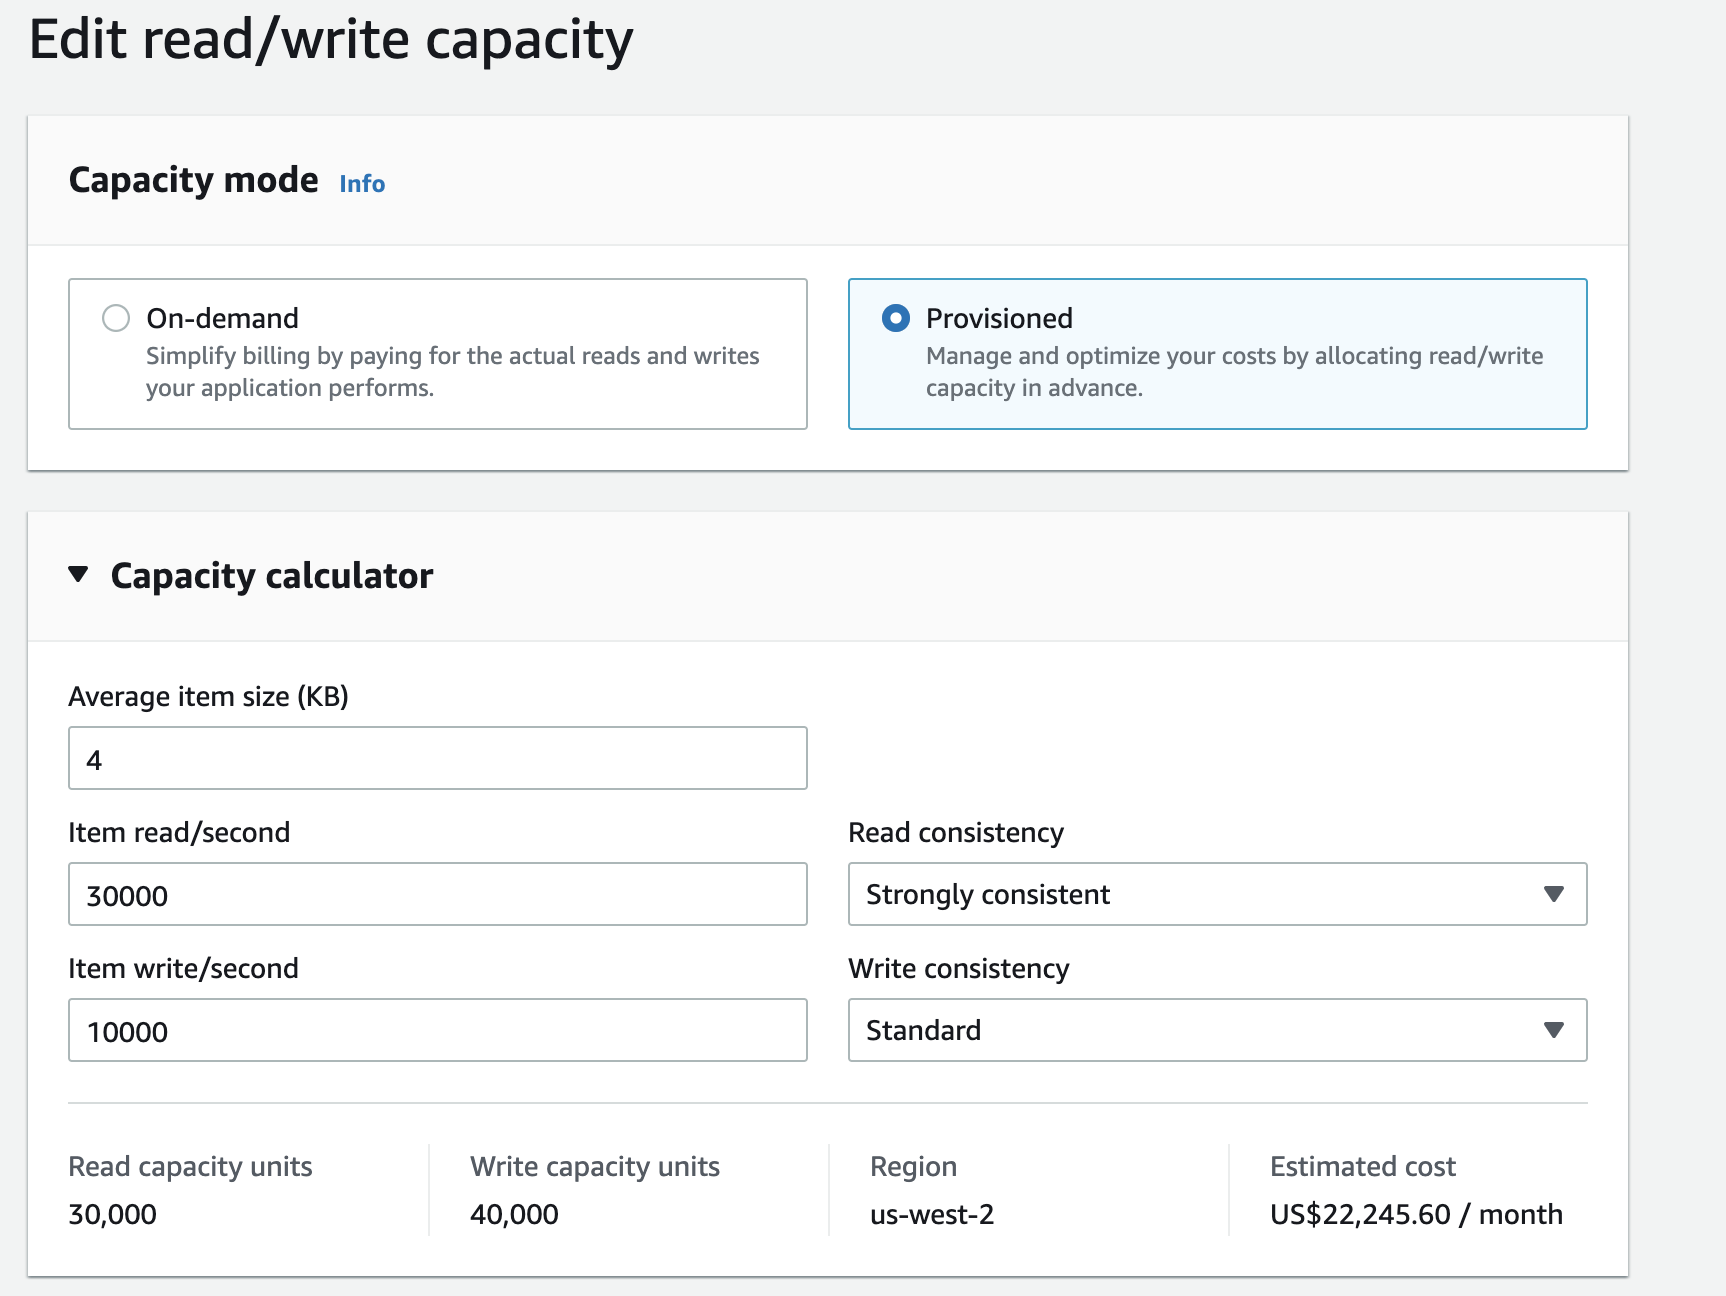 Edit read/write capacity
Capacity mode Info
On-demand
Simplify billing by paying for the actual reads and writes
your application performs.
Provisioned
Manage and optimize your costs by allocating read/write
capacity in advance.
Capacity calculator
Average item size (KB)
4
Item read/second
30000
Read consistency
Strongly consistent
Item write/second
10000
Write consistency
Standard
Read capacity units
30,000
Write capacity units
40,000
Region
us-west-2
Estimated cost
US$22,245.60 / month